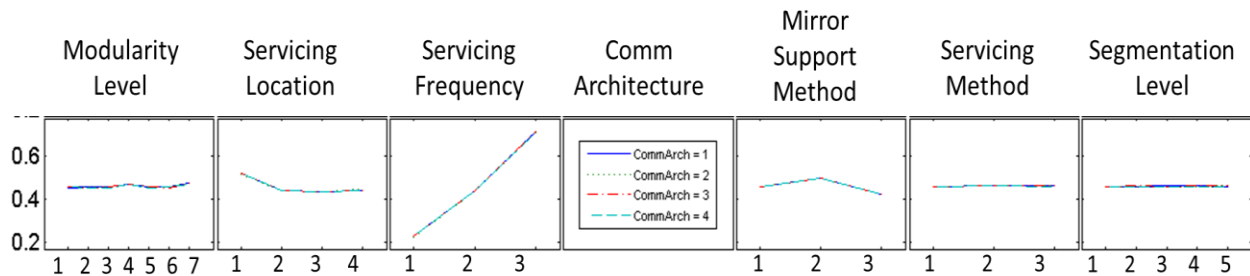 Modularity
Level
Servicing
Location
Servicing
Frequency
Comm
Architecture
Mirror
Support
Method
Servicing
Method
Segmentation
Level
0.6
0.4
0.2
CommArch = 1
CommArch = 2
CommArch = 3
CommArch = 4
1 2 3 4 5 6 7
1 2 3 4
1 2 3
1 2 3
1 2 3
1 2 3 4 5